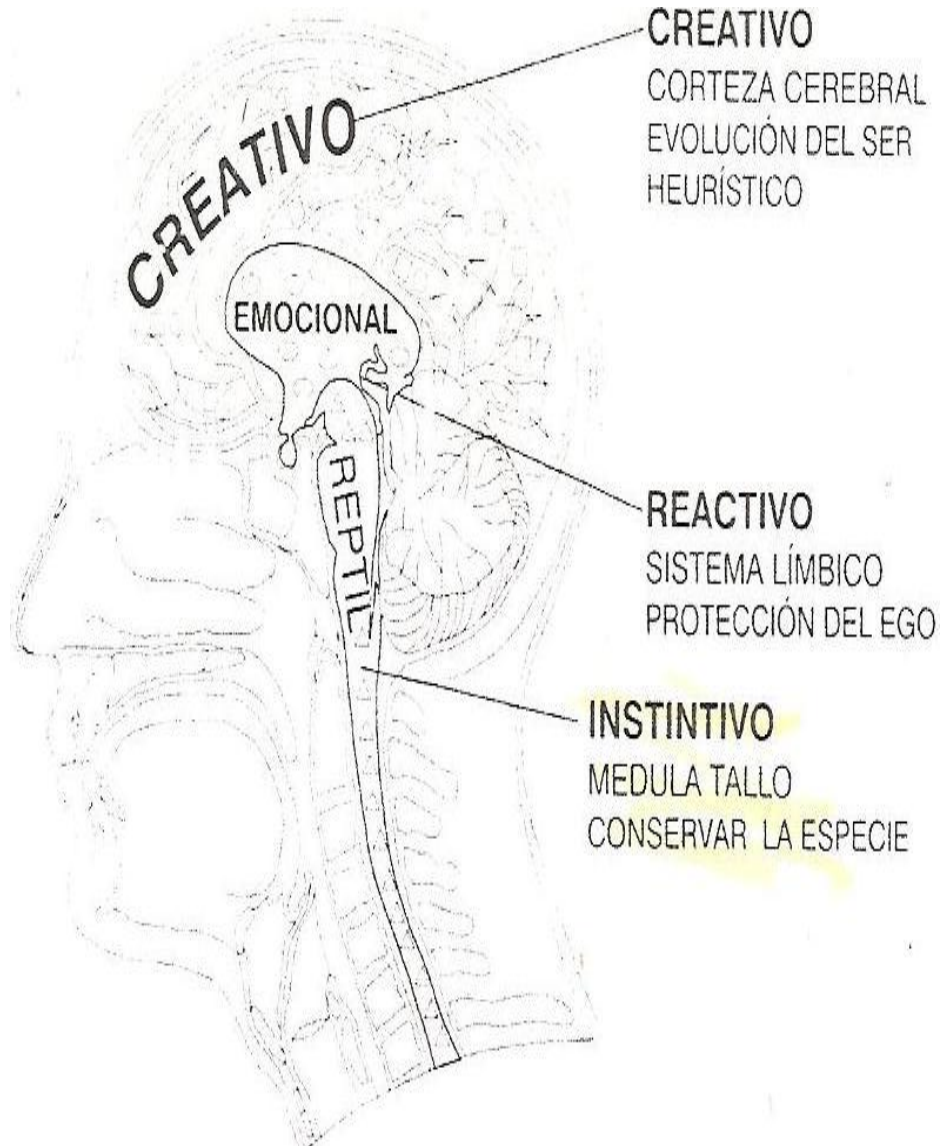 CREATIVO
CORTEZA CEREBRAL
EVOLUCIÓN DEL SER
HEURÍSTICO
CREATIVO
EMOCIONAL
REPTIL
REACTIVO
SISTEMA LÍMBICO
PROTECCIÓN DEL EGO
INSTINTIVO
MEDULA TALLO
CONSERVAR LA ESPECIE